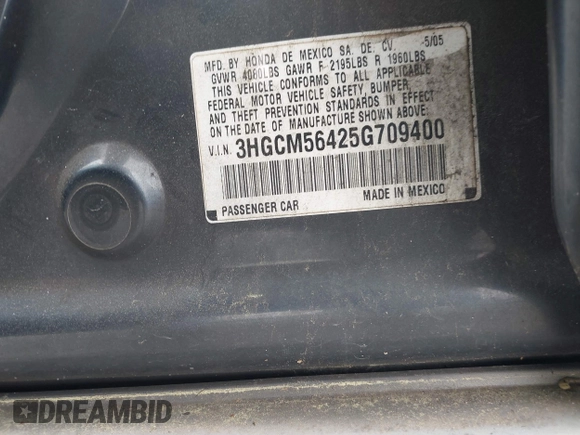 MFD. BY HONDA DE MEXICO SA. DE. CV. -5/05
GVWR 4080LBS GAWR F 2195LBS R 1960LBS
THIS VEHICLE CONFORMS TO ALL APPLICABLE
FEDERAL MOTOR VEHICLE SAFETY, BUMPER,
AND THEFT PREVENTION STANDARDS IN EFFECT
ON THE DATE OF MANUFACTURE SHOWN ABOVE.
V.I.N. 3HGCM56425G709400
PASSENGER CAR MADE IN MEXICO
DREAMBID